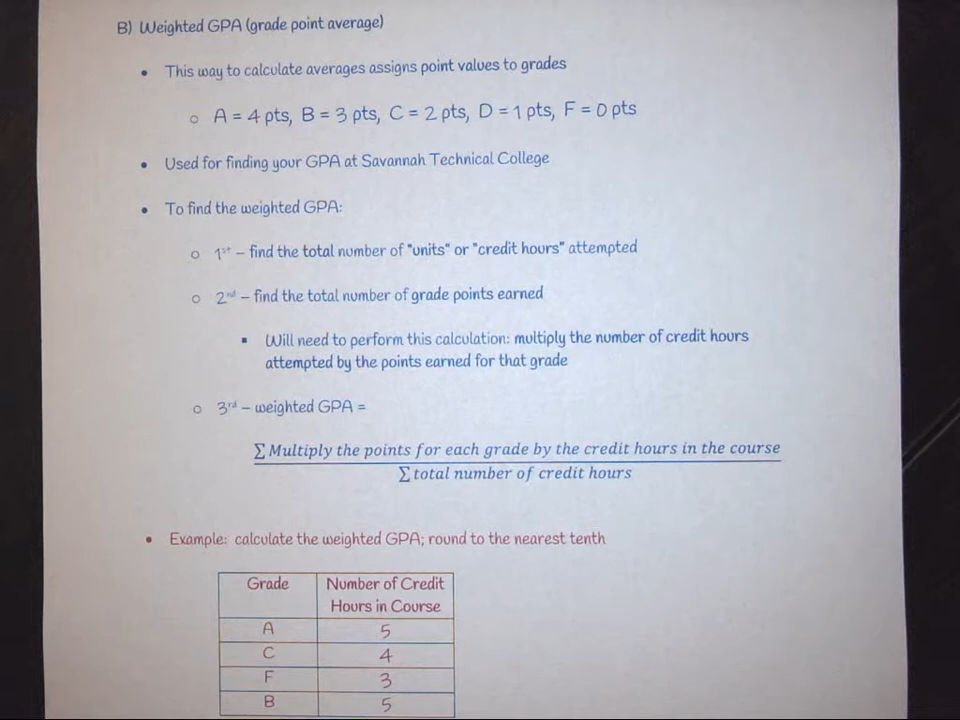 B) Weighted GPA (grade point average)
• This way to calculate averages assigns point values to grades
o A = 4 pts, B = 3 pts, C = 2 pts, D = 1 pts, F = 0 pts
• Used for finding your GPA at Savannah Technical College
• To find the weighted GPA:
o 1st – find the total number of "units" or "credit hours" attempted
o 2nd – find the total number of grade points earned
▪ Will need to perform this calculation: multiply the number of credit hours
attempted by the points earned for that grade
o 3rd – weighted GPA =
∑ Multiply the points for each grade by the credit hours in the course
∑ total number of credit hours
• Example: calculate the weighted GPA; round to the nearest tenth
Grade Number of Credit
Hours in Course
A 5
C 4
F 3
B 5